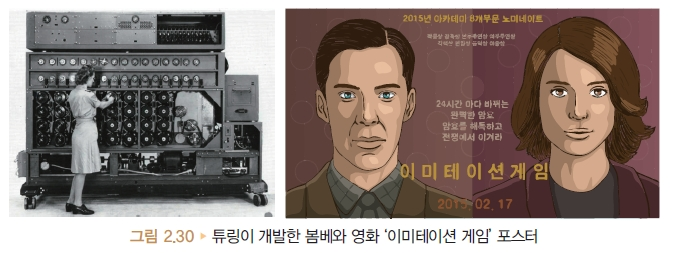 2015년 아카데미 8개부문 노미네이트
24시간 마다 바뀌는
완벽한 암호
암호를 해독하고
전쟁에서 이겨라
이미테이션게임
2015. 02. 17
그림 2.30 ▸ 튜링이 개발한 봄베와 영화 ‘이미테이션 게임’ 포스터